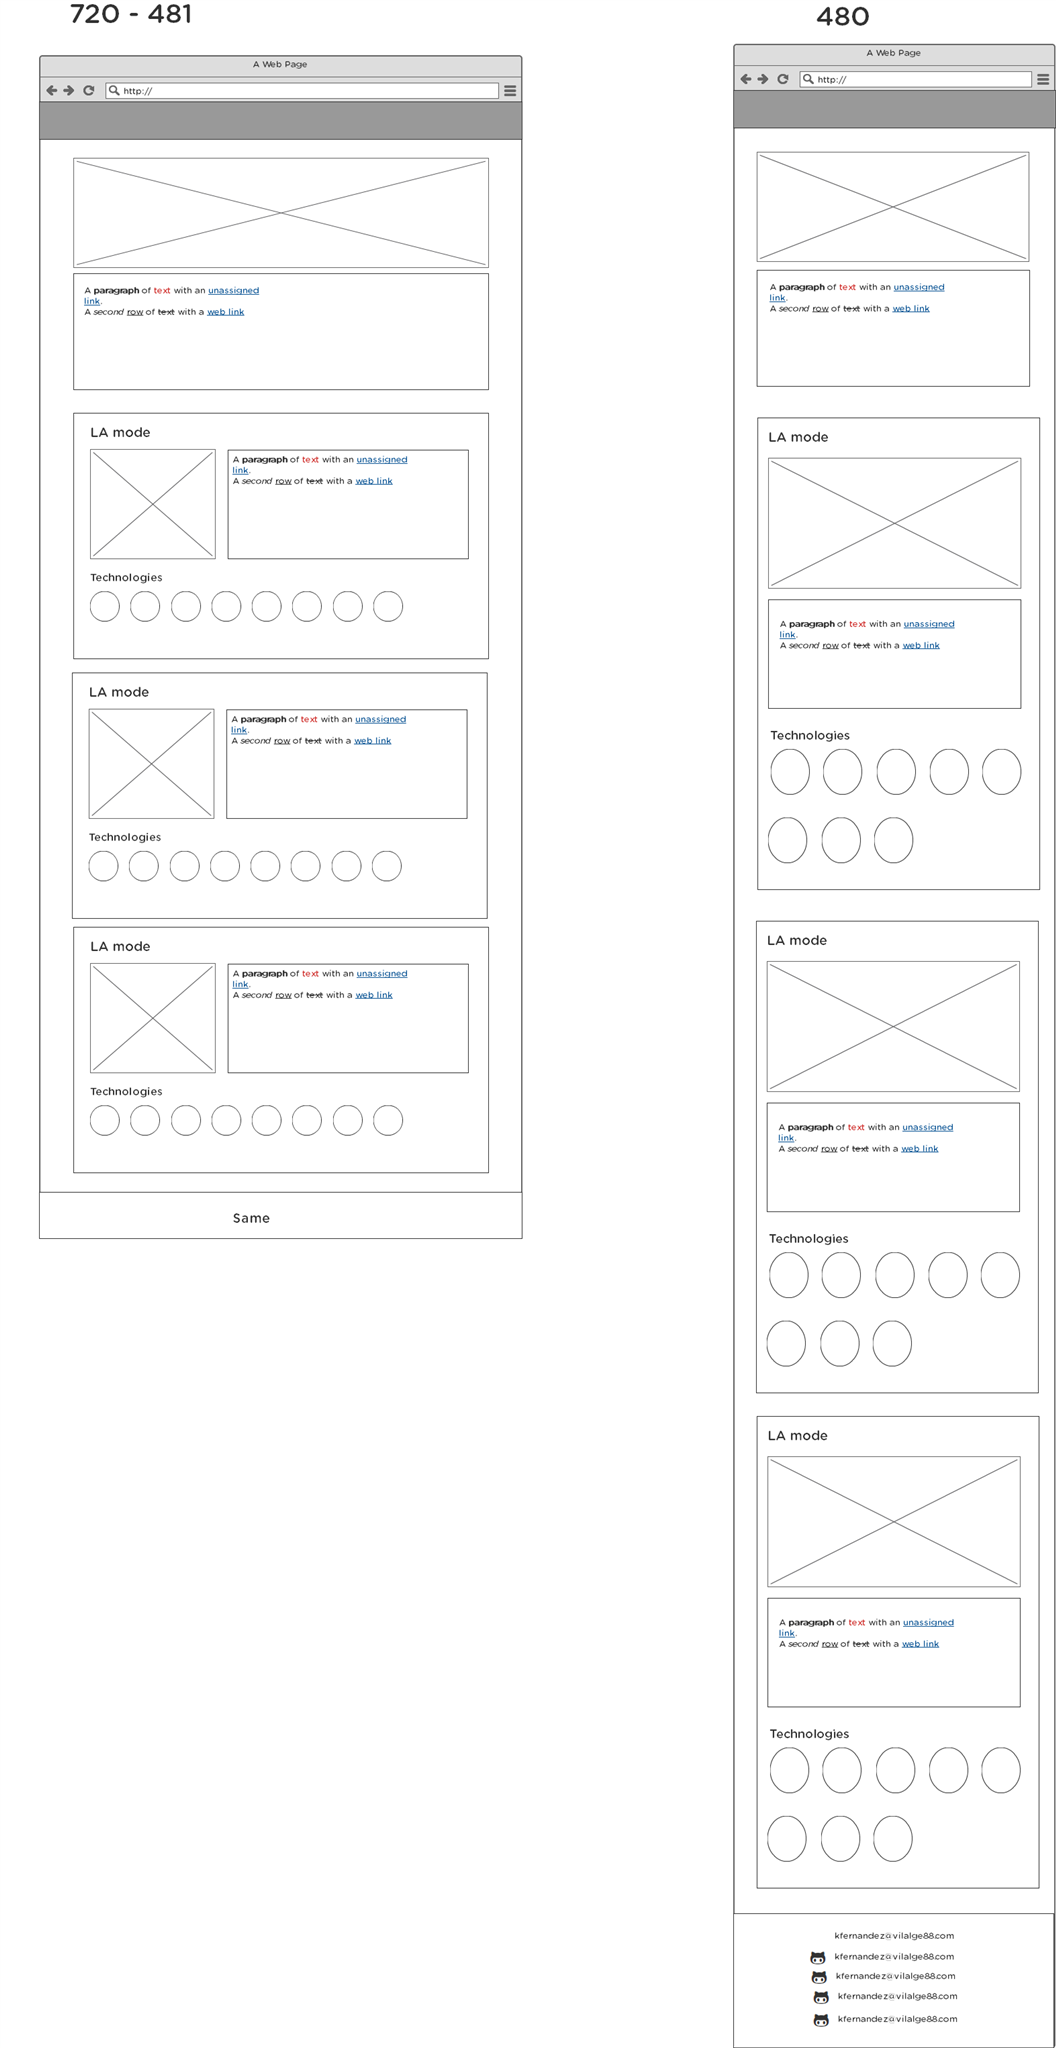 720 - 481
A Web Page
http://
A paragraph of text with an unassigned
link.
A second row of text with a web link
LA mode
A paragraph of text with an unassigned
link.
A second row of text with a web link
Technologies
LA mode
A paragraph of text with an unassigned
link.
A second row of text with a web link
Technologies
LA mode
A paragraph of text with an unassigned
link.
A second row of text with a web link
Technologies
Same
480
A Web Page
http://
A paragraph of text with an unassigned
link.
A second row of text with a web link
LA mode
A paragraph of text with an unassigned
link.
A second row of text with a web link
Technologies
LA mode
A paragraph of text with an unassigned
link.
A second row of text with a web link
Technologies
LA mode
A paragraph of text with an unassigned
link.
A second row of text with a web link
Technologies
kfernandez@vilalge88.com
kfernandez@vilalge88.com
kfernandez@vilalge88.com
kfernandez@vilalge88.com
kfernandez@vilalge88.com